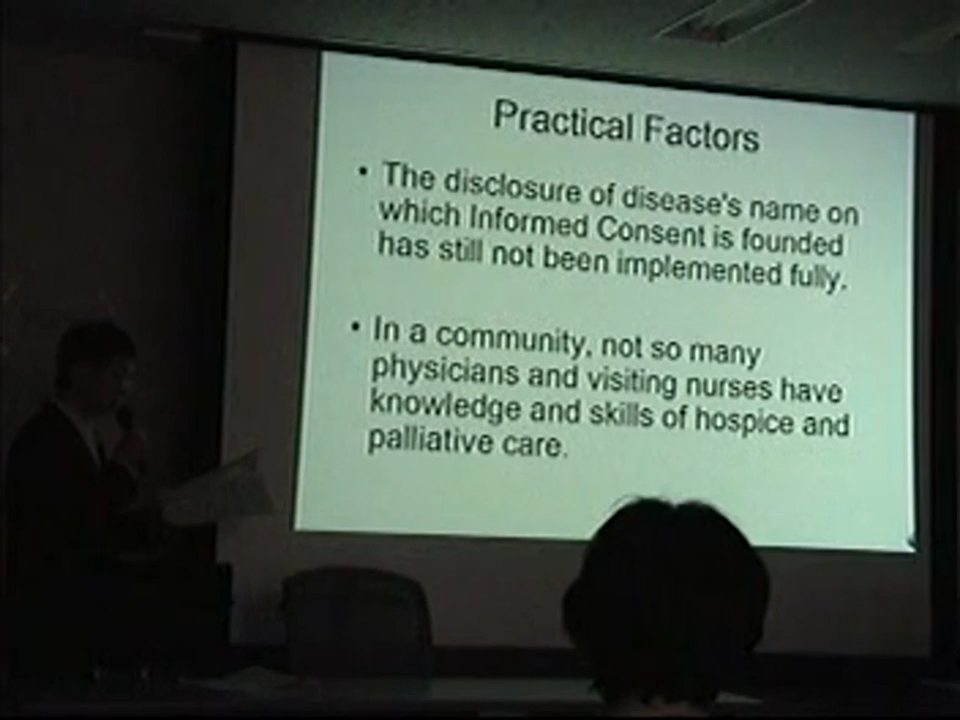 Practical Factors
• The disclosure of disease's name on
which Informed Consent is founded
has still not been implemented fully.
• In a community, not so many
physicians and visiting nurses have
knowledge and skills of hospice and
palliative care.